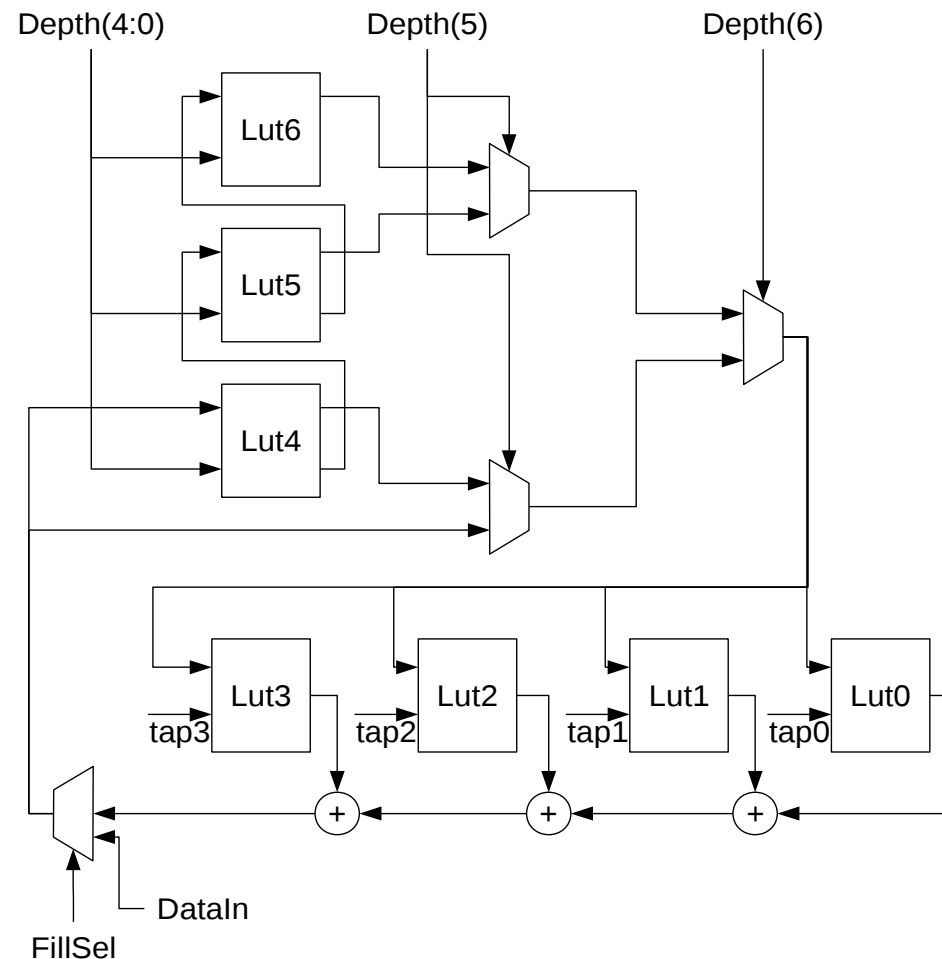 Depth(4:0)
Depth(5)
Depth(6)
Lut6
Lut5
Lut4
Lut3
Lut2
Lut1
Lut0
tap3
tap2
tap1
tap0
+
+
+
DataIn
FillSel